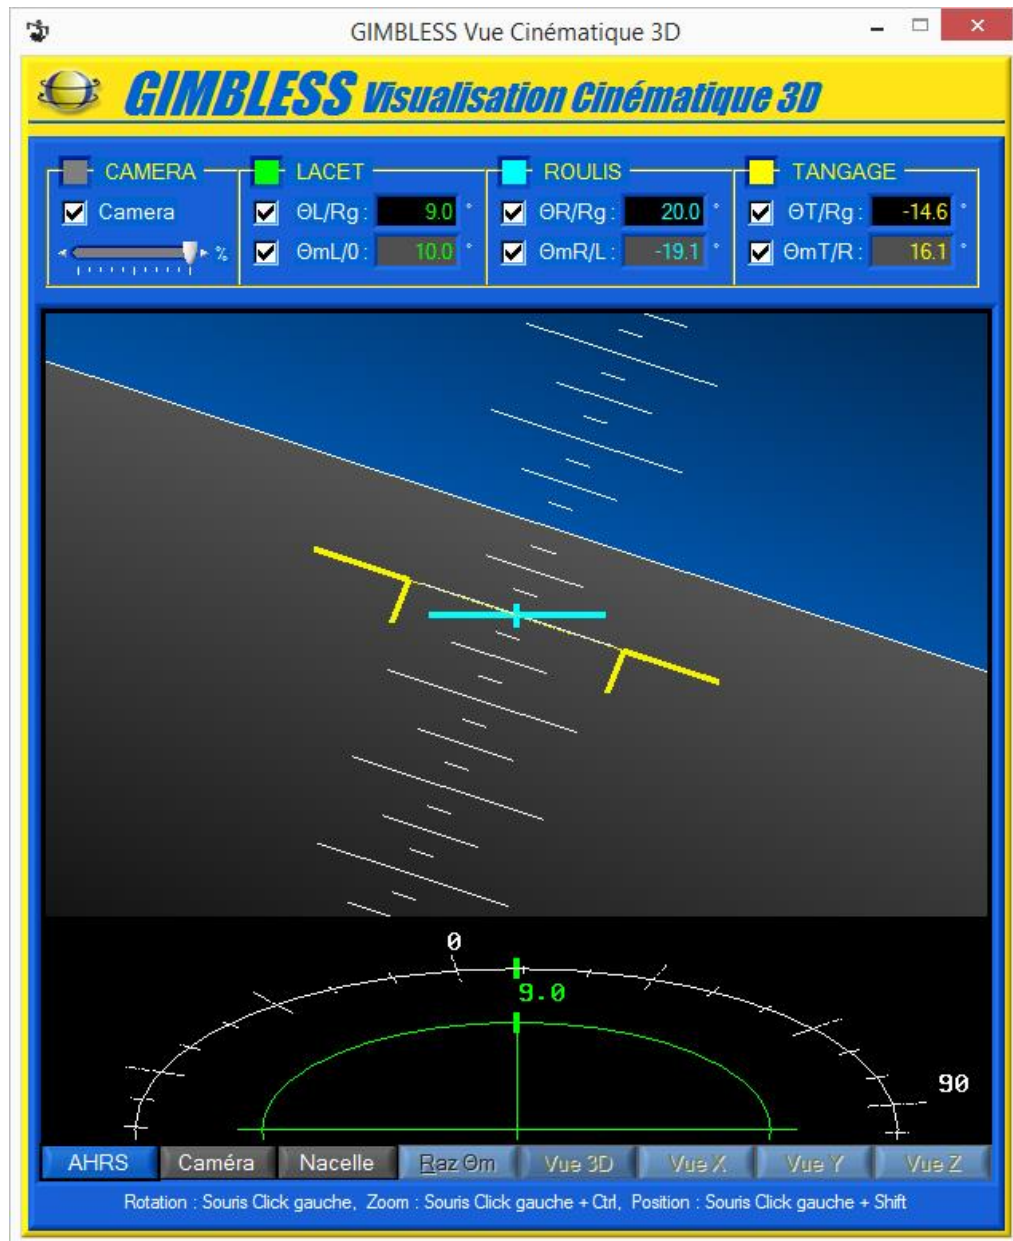 GIMBLESS Vue Cinématique 3D
GIMBLESS Visualisation Cinématique 3D
CAMERA LACET ROULIS TANGAGE
Camera ΘL/Rg : 9.0 ° ΘR/Rg : 20.0 ° ΘT/Rg : -14.6 °
% ΘmL/0 : 10.0 ° ΘmR/L : -19.1 ° ΘmT/R : 16.1 °
0
9.0
90
AHRS Caméra Nacelle Raz Θm Vue 3D Vue X Vue Y Vue Z
Rotation : Souris Click gauche, Zoom : Souris Click gauche + Ctrl, Position : Souris Click gauche + Shift